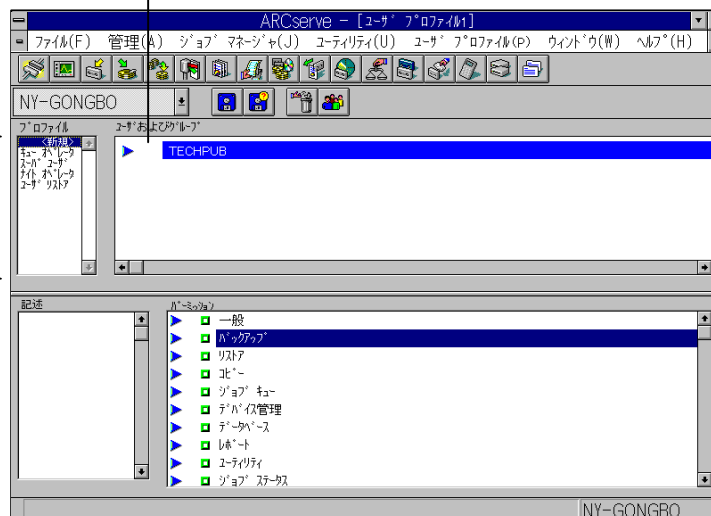 ARCserve - [ユーザ プロファイル1]
ファイル(F) 管理(A) ジョブ マネージャ(J) ユーティリティ(U) ユーザ プロファイル(P) ウィンドウ(W) ヘルプ(H)
NY-GONGBO
プロファイル ユーザおよびグループ
<新規>
キュー オペレータ
スーパ ユーザ
ナイト オペレータ
ユーザ リストア
TECHPUB
記述 パーミッション
一般
バックアップ
リストア
コピー
ジョブ キュー
デバイス管理
データベース
レポート
ユーティリティ
ジョブ ステータス
NY-GONGBO